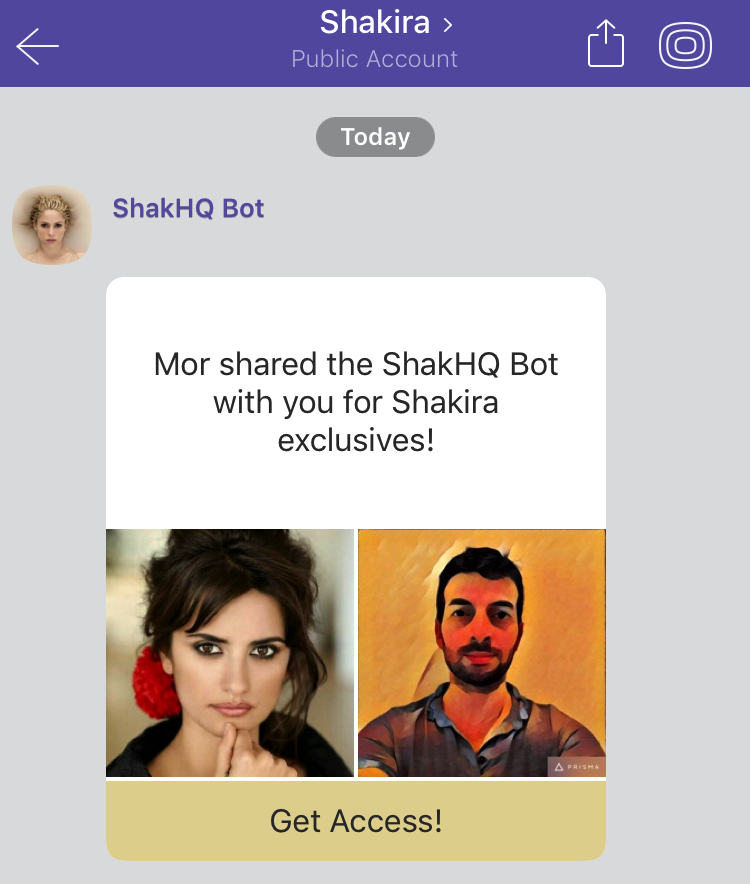 Shakira ›
Public Account
Today
ShakHQ Bot
Mor shared the ShakHQ Bot
with you for Shakira
exclusives!
PRISMA
Get Access!